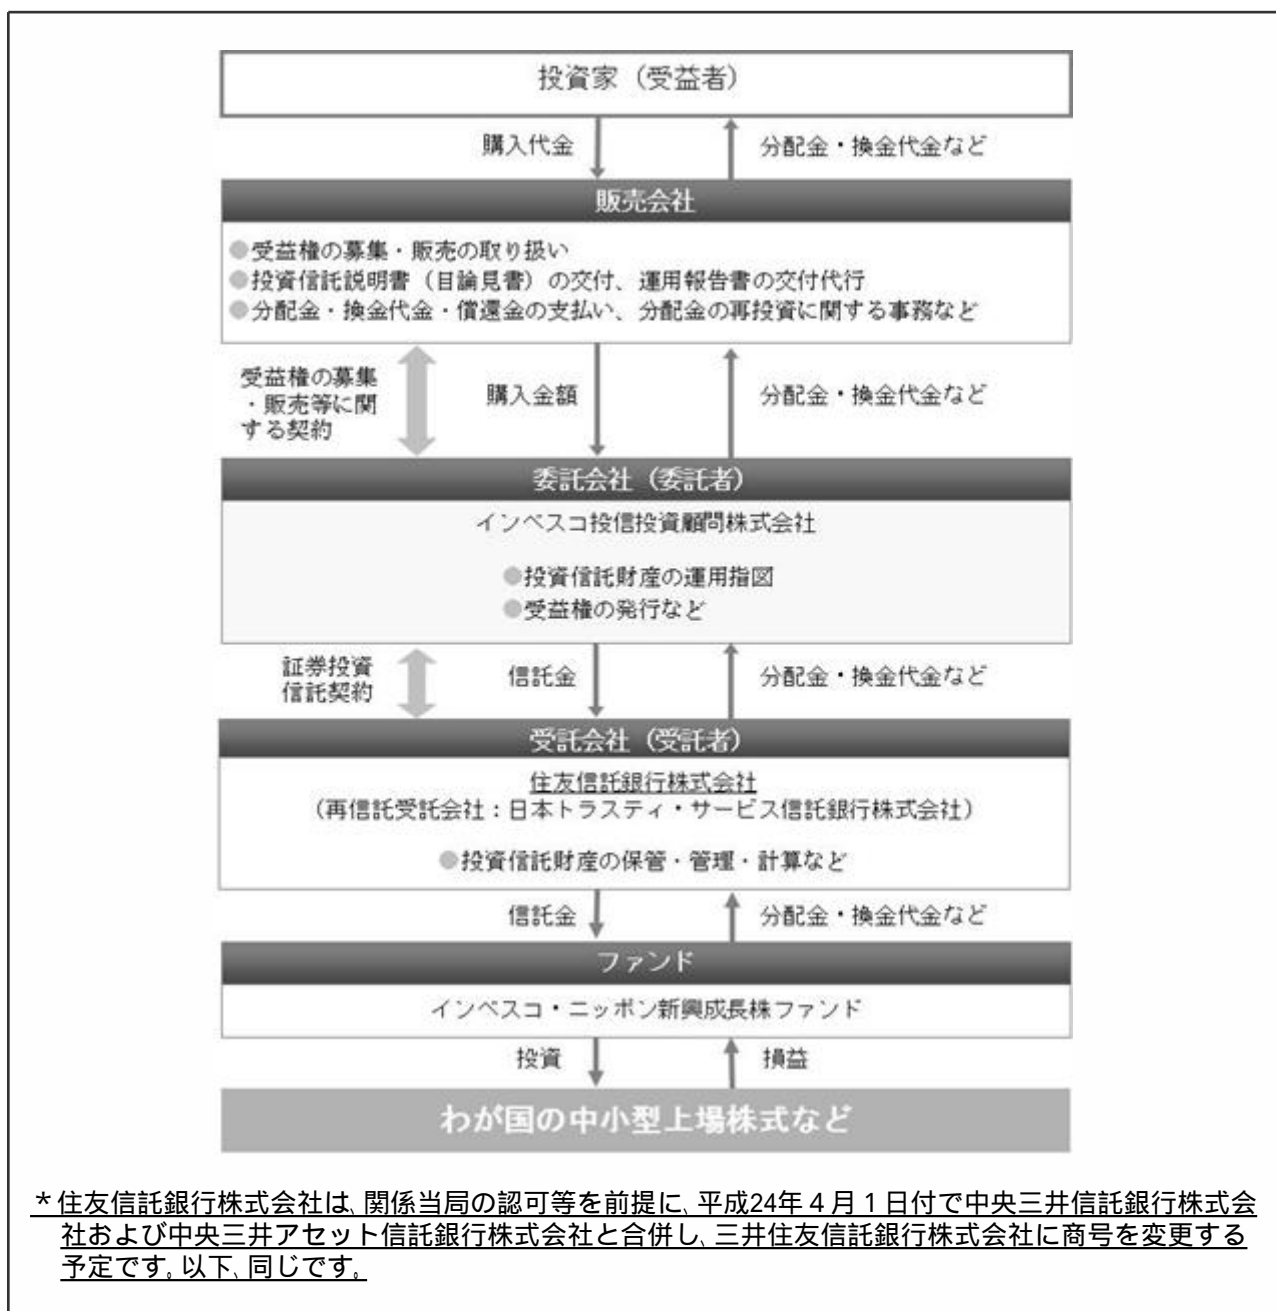 投資家（受益者）
購入代金
分配金・換金代金など
販売会社
●受益権の募集・販売の取り扱い
●投資信託説明書（目論見書）の交付、運用報告書の交付代行
●分配金・換金代金・償還金の支払い、分配金の再投資に関する事務など
受益権の募集
・販売等に関
する契約
購入金額
分配金・換金代金など
委託会社（委託者）
インベスコ投信投資顧問株式会社
●投資信託財産の運用指図
●受益権の発行など
証券投資
信託契約
信託金
分配金・換金代金など
受託会社（受託者）
住友信託銀行株式会社
（再信託受託会社：日本トラスティ・サービス信託銀行株式会社）
●投資信託財産の保管・管理・計算など
信託金
分配金・換金代金など
ファンド
インベスコ・ニッポン新興成長株ファンド
投資
損益
わが国の中小型上場株式など
＊住友信託銀行株式会社は、関係当局の認可等を前提に、平成24年４月１日付で中央三井信託銀行株式会
社および中央三井アセット信託銀行株式会社と合併し、三井住友信託銀行株式会社に商号を変更する
予定です。以下、同じです。